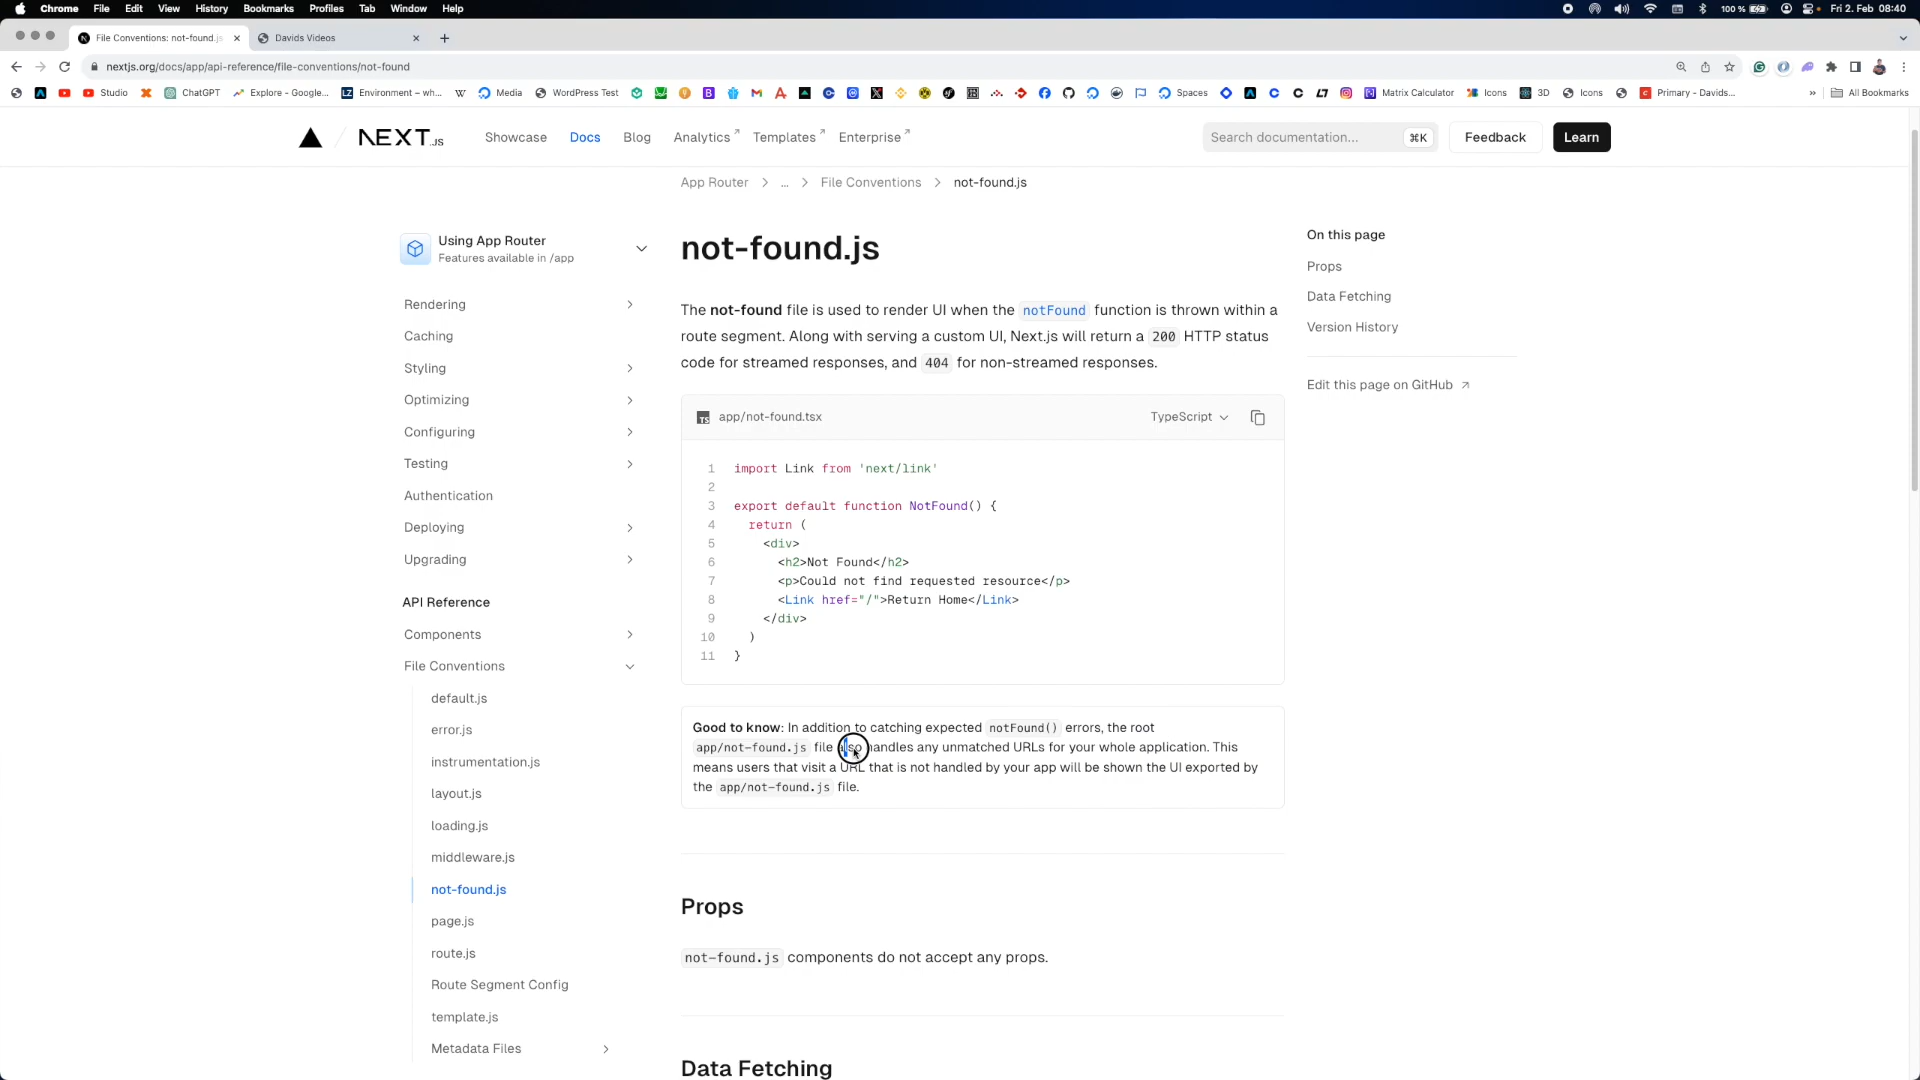 Chrome File Edit View History Bookmarks Profiles Tab Window Help 100 % Fri 2. Feb 08:40
File Conventions: not-found.js Davids Videos
nextjs.org/docs/app/api-reference/file-conventions/not-found
Studio ChatGPT Explore - Google... Environment – wh... Media WordPress Test Spaces Matrix Calculator Icons 3D Icons Primary - Davids... » All Bookmarks
NEXT.JS Showcase Docs Blog Analytics Templates Enterprise Search documentation... ⌘K Feedback Learn
App Router ... File Conventions not-found.js
Using App Router
Features available in /app
Rendering
Caching
Styling
Optimizing
Configuring
Testing
Authentication
Deploying
Upgrading
API Reference
Components
File Conventions
default.js
error.js
instrumentation.js
layout.js
loading.js
middleware.js
not-found.js
page.js
route.js
Route Segment Config
template.js
Metadata Files
not-found.js
The not-found file is used to render UI when the notFound function is thrown within a
route segment. Along with serving a custom UI, Next.js will return a 200 HTTP status
code for streamed responses, and 404 for non-streamed responses.
TS app/not-found.tsx TypeScript
1 import Link from 'next/link'
2
3 export default function NotFound() {
4 return (
5 <div>
6 <h2>Not Found</h2>
7 <p>Could not find requested resource</p>
8 <Link href="/">Return Home</Link>
9 </div>
10 )
11 }
Good to know: In addition to catching expected notFound() errors, the root
app/not-found.js file also handles any unmatched URLs for your whole application. This
means users that visit a URL that is not handled by your app will be shown the UI exported by
the app/not-found.js file.
Props
not-found.js components do not accept any props.
Data Fetching
On this page
Props
Data Fetching
Version History
Edit this page on GitHub